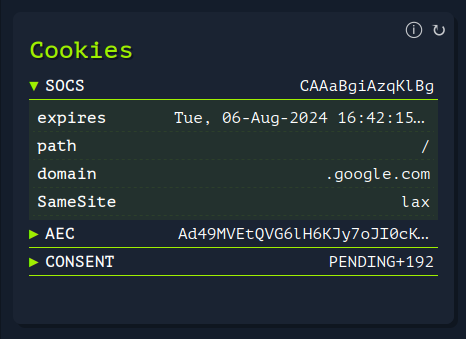 Cookies
SOCS CAAaBgiAzqKlBg
expires Tue, 06-Aug-2024 16:42:15…
path /
domain .google.com
SameSite lax
AEC Ad49MVEtQVG6lH6KJy7oJI0cK…
CONSENT PENDING+192